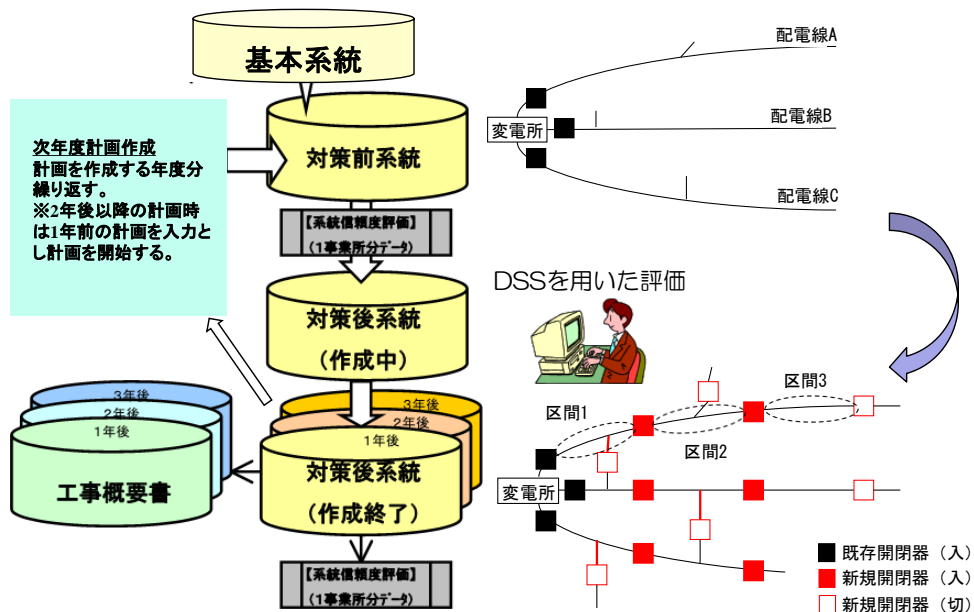 基本系統
次年度計画作成
計画を作成する年度分
繰り返す。
※2年後以降の計画時
は1年前の計画を入力と
し計画を開始する。
対策前系統
【系統信頼度評価】
(1事業所分ﾃﾞｰﾀ)
対策後系統
(作成中)
3年後
2年後
1年後
工事概要書
3年後
2年後
1年後
対策後系統
(作成終了)
【系統信頼度評価】
(1事業所分ﾃﾞｰﾀ)
配電線A
変電所
配電線B
配電線C
DSSを用いた評価
区間3
区間1
区間2
変電所
既存開閉器（入）
新規開閉器（入）
新規開閉器（切）